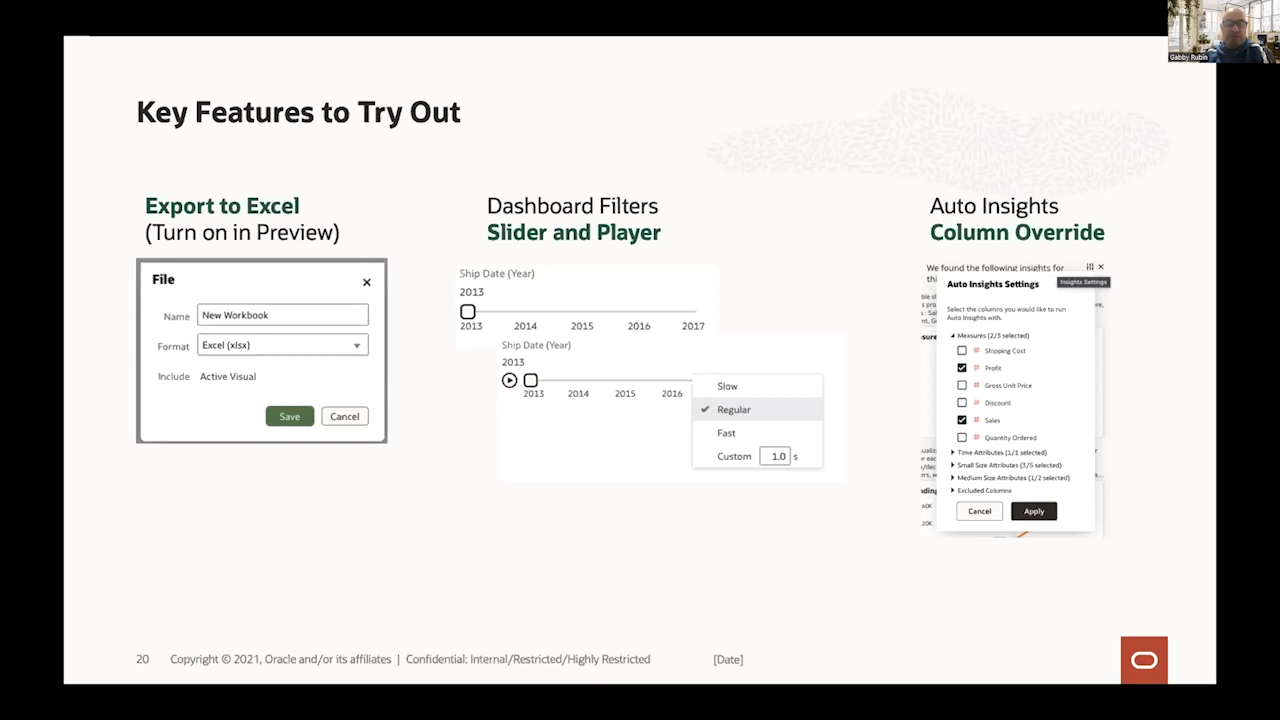 Gabby Rubin
Key Features to Try Out
Export to Excel
(Turn on in Preview)
File
Name
New Workbook
Format
Excel (xlsx)
Include
Active Visual
Save
Cancel
Dashboard Filters
Slider and Player
Ship Date (Year)
2013
2013 2014 2015 2016 2017
Ship Date (Year)
2013
2013 2014 2015 2016
Slow
Regular
Fast
Custom 1.0 s
Auto Insights
Column Override
We found the following insights for
Auto Insights Settings
Insights Settings
Select the columns you would like to run
Auto Insights with.
Measures (2/3 selected)
# Shipping Cost
# Profit
# Gross Unit Price
# Discount
# Sales
# Quantity Ordered
Time Attributes (1/1 selected)
Small Size Attributes (3/5 selected)
Medium Size Attributes (1/2 selected)
Excluded Columns
Cancel
Apply
20K
20 Copyright © 2021, Oracle and/or its affiliates | Confidential: Internal/Restricted/Highly Restricted [Date]